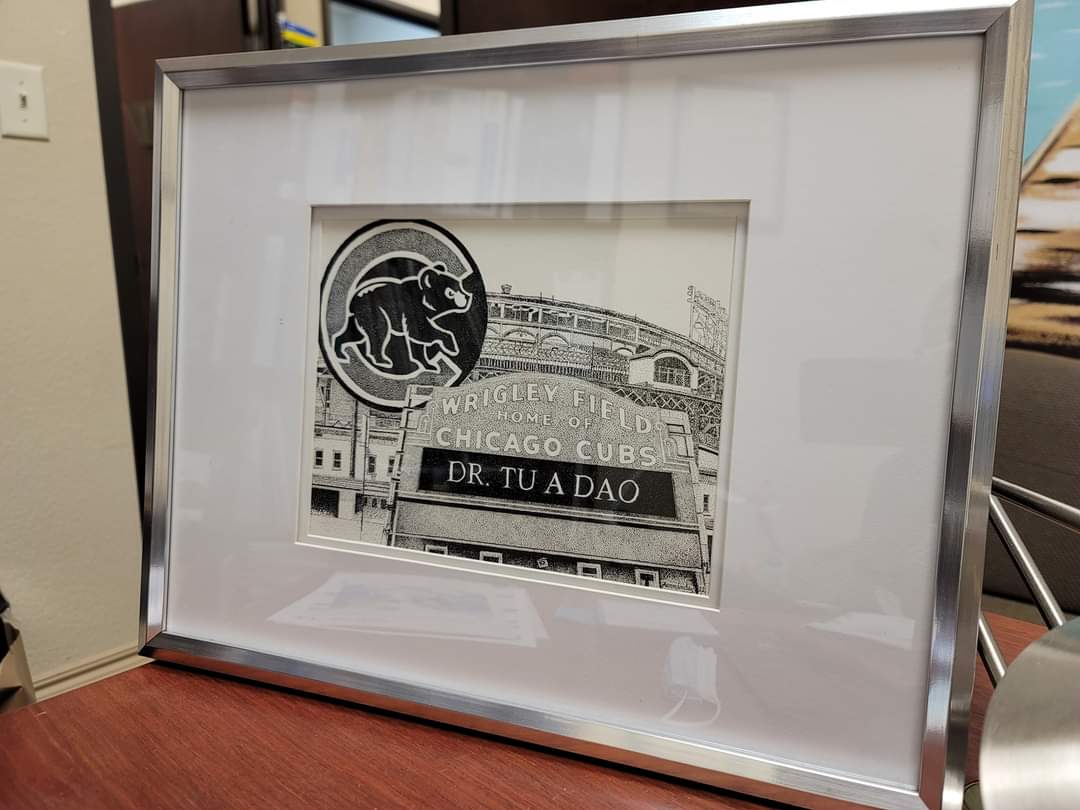 WRIGLEY FIELD
HOME OF
CHICAGO CUBS
DR. TU A DAO